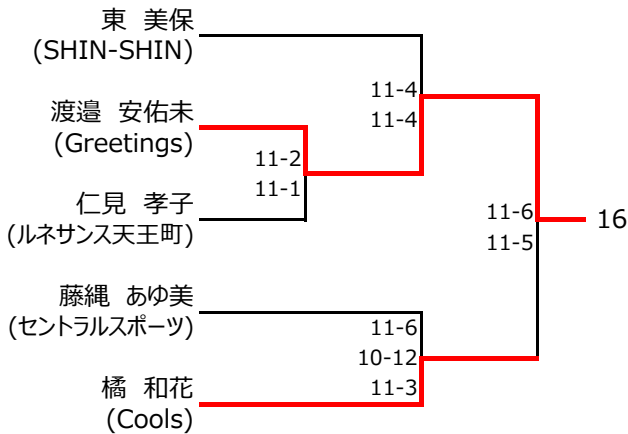 東 美保
(SHIN-SHIN)
渡邉 安佑未
(Greetings)
仁見 孝子
(ルネサンス天王町)
藤縄 あゆ美
(セントラルスポーツ)
橘 和花
(Cools)
11-2
11-1
11-4
11-4
11-6
10-12
11-3
11-6
11-5
16